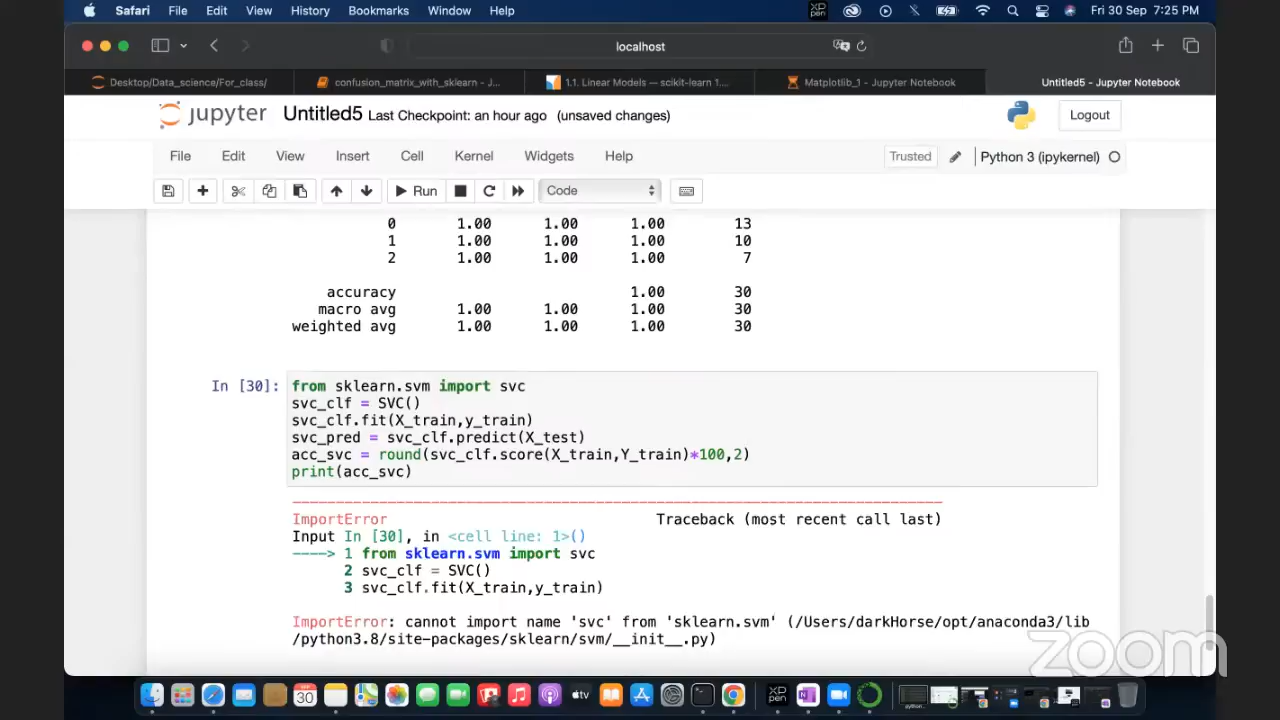 Safari File Edit View History Bookmarks Window Help XP PEN Fri 30 Sep 7:25 PM
localhost
Desktop/Data_science/For_class/ confusion_matrix_with_sklearn - J... 1.1. Linear Models — scikit-learn 1.... Matplotlib_1 - Jupyter Notebook Untitled5 - Jupyter Notebook
jupyter Untitled5 Last Checkpoint: an hour ago (unsaved changes) Logout
File Edit View Insert Cell Kernel Widgets Help Trusted Python 3 (ipykernel)
Run Code
0 1.00 1.00 1.00 13
1 1.00 1.00 1.00 10
2 1.00 1.00 1.00 7
accuracy 1.00 30
macro avg 1.00 1.00 1.00 30
weighted avg 1.00 1.00 1.00 30
In [30]: from sklearn.svm import svc
svc_clf = SVC()
svc_clf.fit(X_train,y_train)
svc_pred = svc_clf.predict(X_test)
acc_svc = round(svc_clf.score(X_train,Y_train)*100,2)
print(acc_svc)
ImportError Traceback (most recent call last)
Input In [30], in <cell line: 1>()
----> 1 from sklearn.svm import svc
2 svc_clf = SVC()
3 svc_clf.fit(X_train,y_train)
ImportError: cannot import name 'svc' from 'sklearn.svm' (/Users/darkHorse/opt/anaconda3/lib
/python3.8/site-packages/sklearn/svm/__init__.py)
zoom
SEP
30
tv
XP
PEN